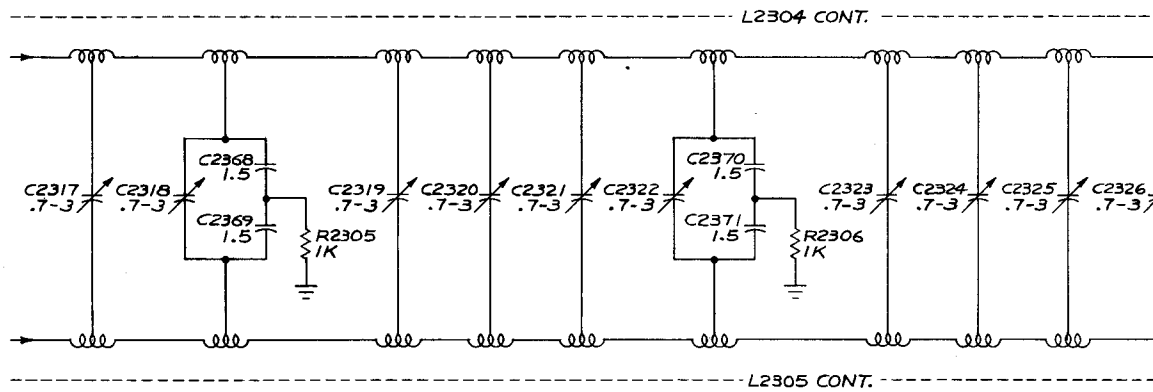 L2304 CONT.
C2368
1.5
C2370
1.5
C2317
.7-3
C2318
.7-3
C2319
.7-3
C2320
.7-3
C2321
.7-3
C2322
.7-3
C2323
.7-3
C2324
.7-3
C2325
.7-3
C2326
.7-3
C2369
1.5
R2305
1K
C2371
1.5
R2306
1K
L2305 CONT.